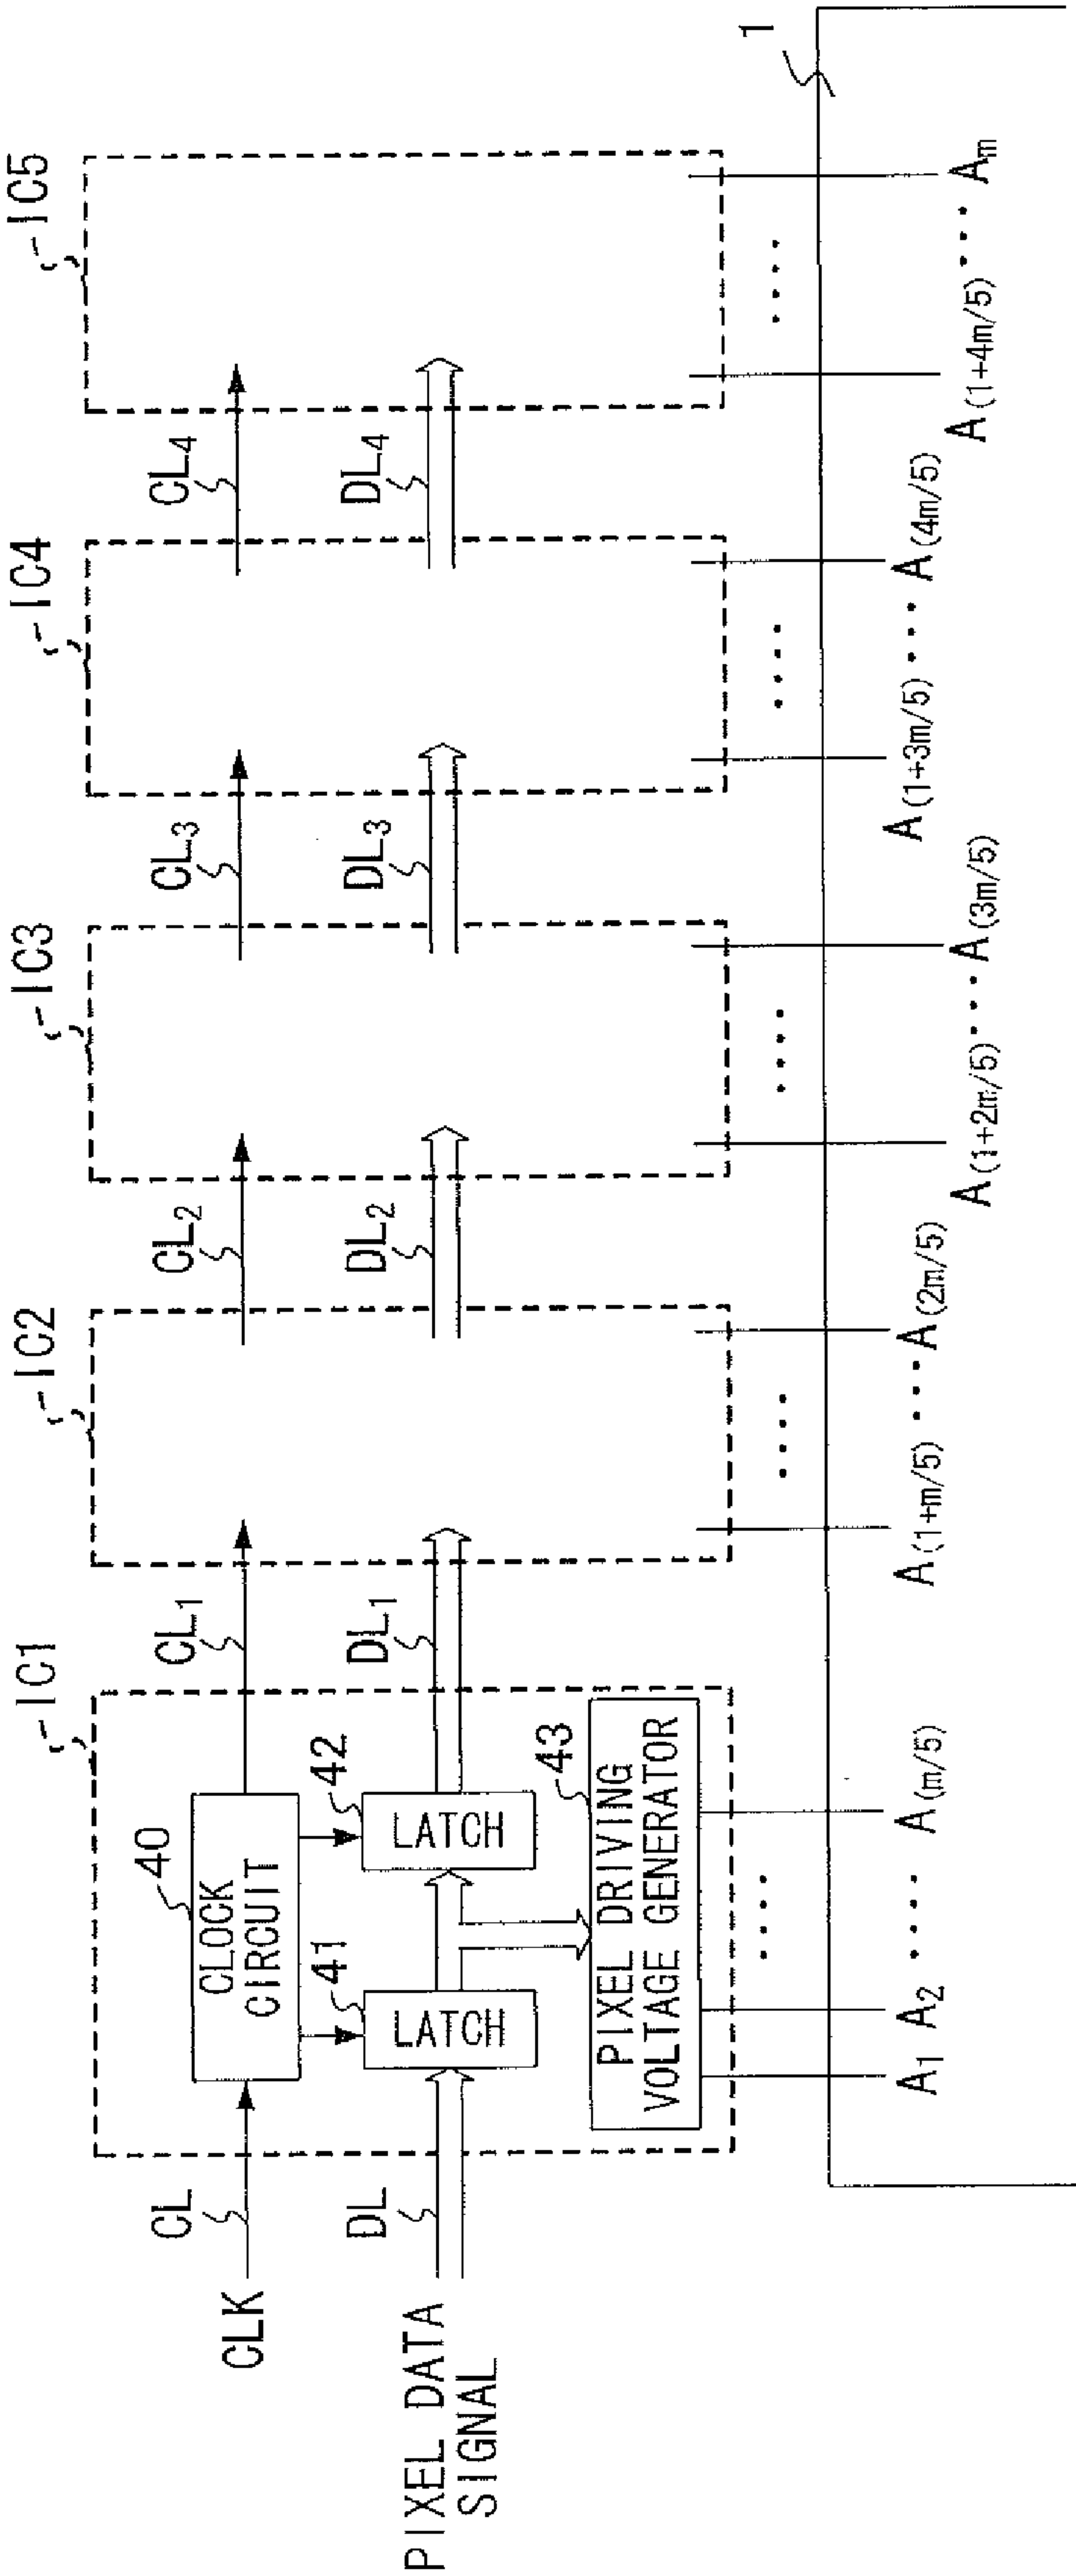 IC1
IC2
IC3
IC4
IC5
CLK
CL
40
CLOCK
CIRCUIT
CL1
CL2
CL3
CL4
PIXEL DATA
SIGNAL
DL
41
LATCH
42
LATCH
DL1
DL2
DL3
DL4
43
PIXEL DRIVING
VOLTAGE GENERATOR
1
A1 A2 ···· A(m/5)
A(1+m/5) ···· A(2m/5)
A(1+2m/5) ···· A(3m/5)
A(1+3m/5) ···· A(4m/5)
A(1+4m/5) ···· Am